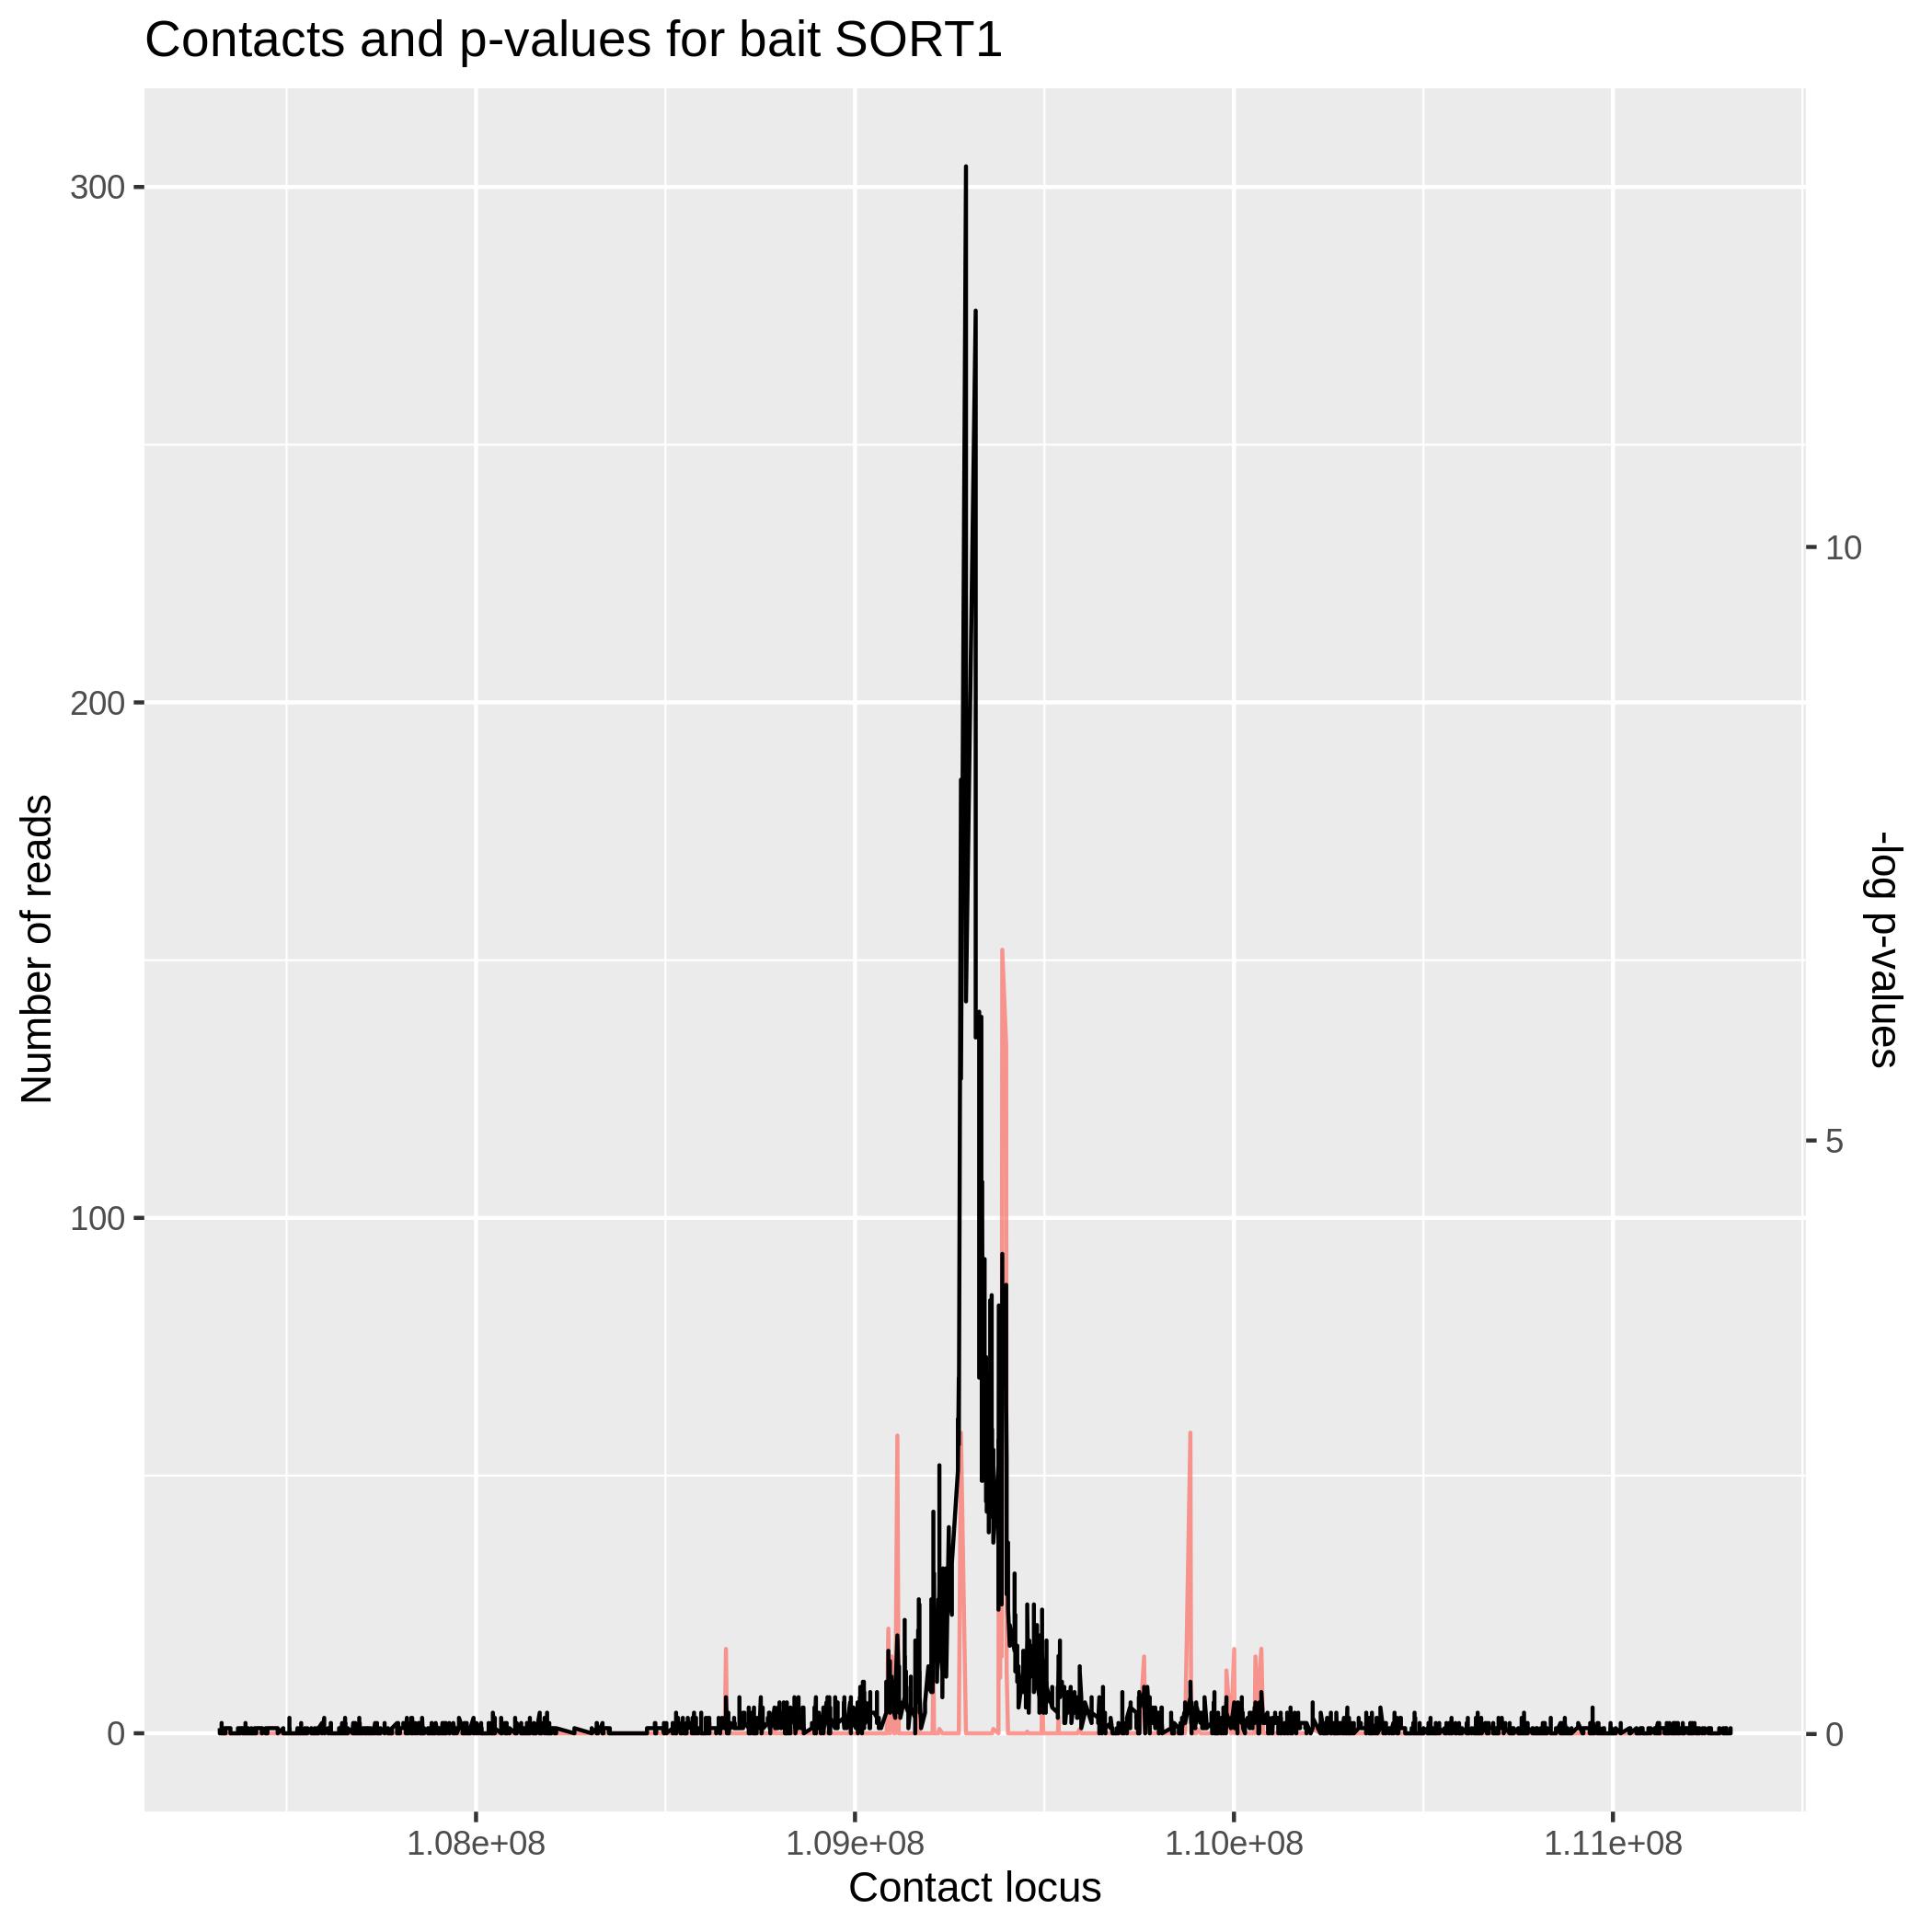 Contacts and p-values for bait SORT1
300
200
100
0
Number of reads
10
5
0
-log p-values
1.08e+08
1.09e+08
1.10e+08
1.11e+08
Contact locus